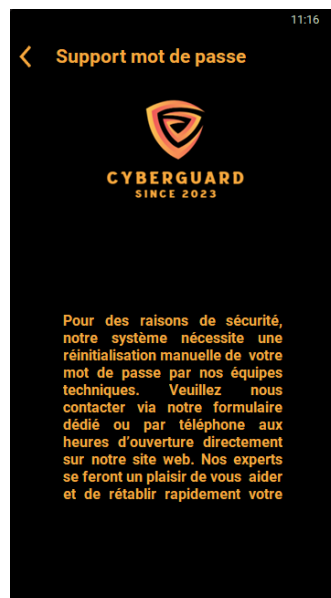 11:16
Support mot de passe
CYBERGUARD
SINCE 2023
Pour des raisons de sécurité,
notre système nécessite une
réinitialisation manuelle de votre
mot de passe par nos équipes
techniques. Veuillez nous
contacter via notre formulaire
dédié ou par téléphone aux
heures d'ouverture directement
sur notre site web. Nos experts
se feront un plaisir de vous aider
et de rétablir rapidement votre